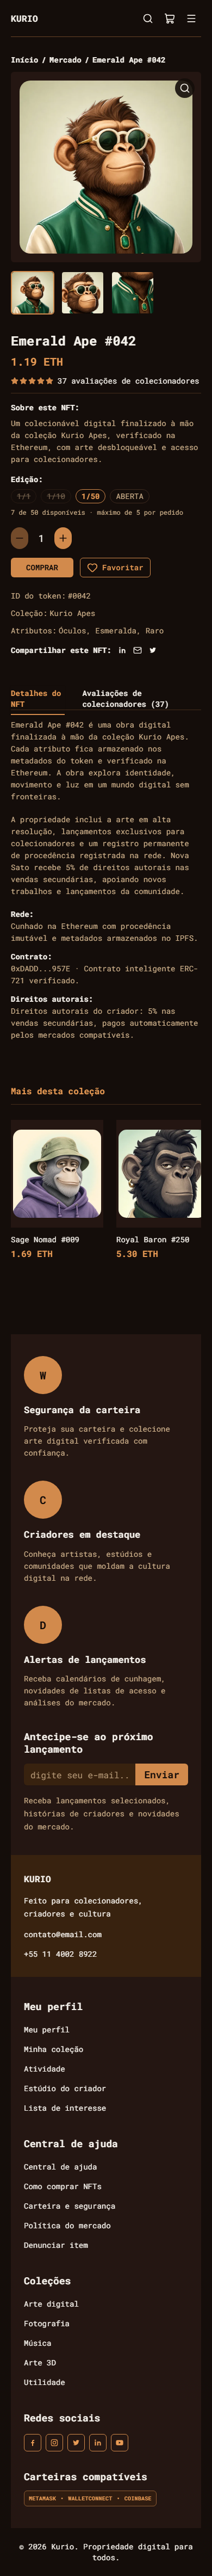 KURIO
Início / Mercado / Emerald Ape #042
Emerald Ape #042
1.19 ETH
37 avaliações de colecionadores
Sobre este NFT:
Um colecionável digital finalizado à mão
da coleção Kurio Apes, verificado na
Ethereum, com arte desbloqueável e acesso
para colecionadores.
Edição:
1/1 1/10 1/50 ABERTA
7 de 50 disponíveis · máximo de 5 por pedido
1
COMPRAR Favoritar
ID do token: #0042
Coleção: Kurio Apes
Atributos: Óculos, Esmeralda, Raro
Compartilhar este NFT:
Detalhes do
NFT
Avaliações de
colecionadores (37)
Emerald Ape #042 é uma obra digital
finalizada à mão da coleção Kurio Apes.
Cada atributo fica armazenado nos
metadados do token e verificado na
Ethereum. A obra explora identidade,
movimento e luz em um mundo digital sem
fronteiras.
A propriedade inclui a arte em alta
resolução, lançamentos exclusivos para
colecionadores e um registro permanente
de procedência registrada na rede. Nova
Sato recebe 5% de direitos autorais nas
vendas secundárias, apoiando novos
trabalhos e lançamentos da comunidade.
Rede:
Cunhado na Ethereum com procedência
imutável e metadados armazenados no IPFS.
Contrato:
0xDADD...957E · Contrato inteligente ERC-
721 verificado.
Direitos autorais:
Direitos autorais do criador: 5% nas
vendas secundárias, pagos automaticamente
pelos mercados compatíveis.
Mais desta coleção
Sage Nomad #009
1.69 ETH
Royal Baron #250
5.30 ETH
W
Segurança da carteira
Proteja sua carteira e colecione
arte digital verificada com
confiança.
C
Criadores em destaque
Conheça artistas, estúdios e
comunidades que moldam a cultura
digital na rede.
D
Alertas de lançamentos
Receba calendários de cunhagem,
novidades de listas de acesso e
análises do mercado.
Antecipe-se ao próximo
lançamento
digite seu e-mail... Enviar
Receba lançamentos selecionados,
histórias de criadores e novidades
do mercado.
KURIO
Feito para colecionadores,
criadores e cultura
contato@email.com
+55 11 4002 8922
Meu perfil
Meu perfil
Minha coleção
Atividade
Estúdio do criador
Lista de interesse
Central de ajuda
Central de ajuda
Como comprar NFTs
Carteira e segurança
Política do mercado
Denunciar item
Coleções
Arte digital
Fotografia
Música
Arte 3D
Utilidade
Redes sociais
Carteiras compatíveis
METAMASK · WALLETCONNECT · COINBASE
© 2026 Kurio. Propriedade digital para
todos.